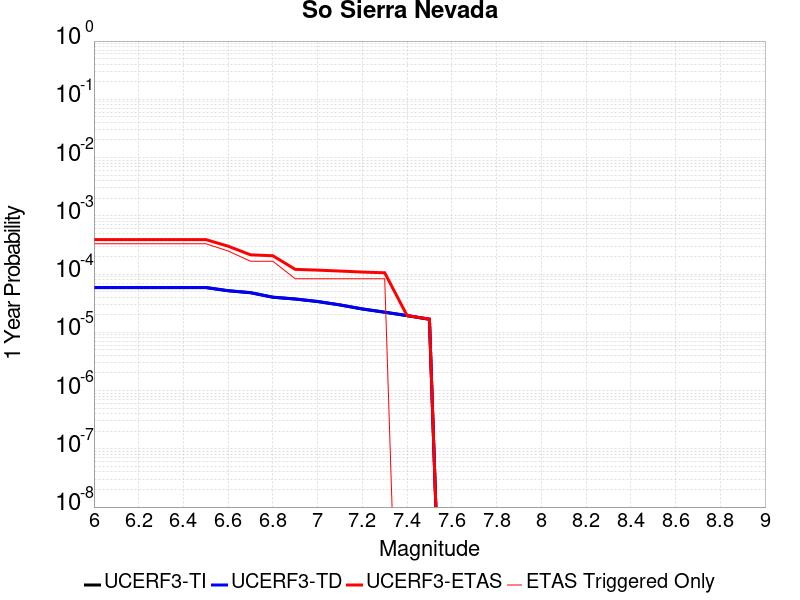 So Sierra Nevada
10^0
10^-1
10^-2
10^-3
10^-4
10^-5
10^-6
10^-7
10^-8
1 Year Probability
6 6.2 6.4 6.6 6.8 7 7.2 7.4 7.6 7.8 8 8.2 8.4 8.6 8.8 9
Magnitude
UCERF3-TI UCERF3-TD UCERF3-ETAS ETAS Triggered Only